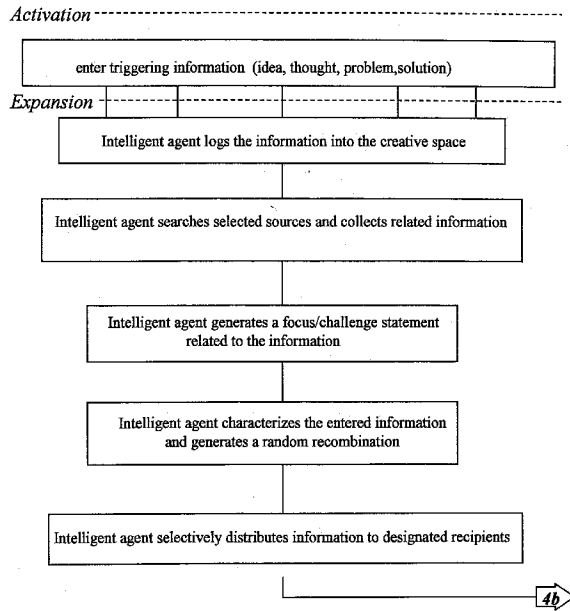 Activation
enter triggering information (idea, thought, problem,solution)
Expansion
Intelligent agent logs the information into the creative space
Intelligent agent searches selected sources and collects related information
Intelligent agent generates a focus/challenge statement
related to the information
Intelligent agent characterizes the entered information
and generates a random recombination
Intelligent agent selectively distributes information to designated recipients
4b